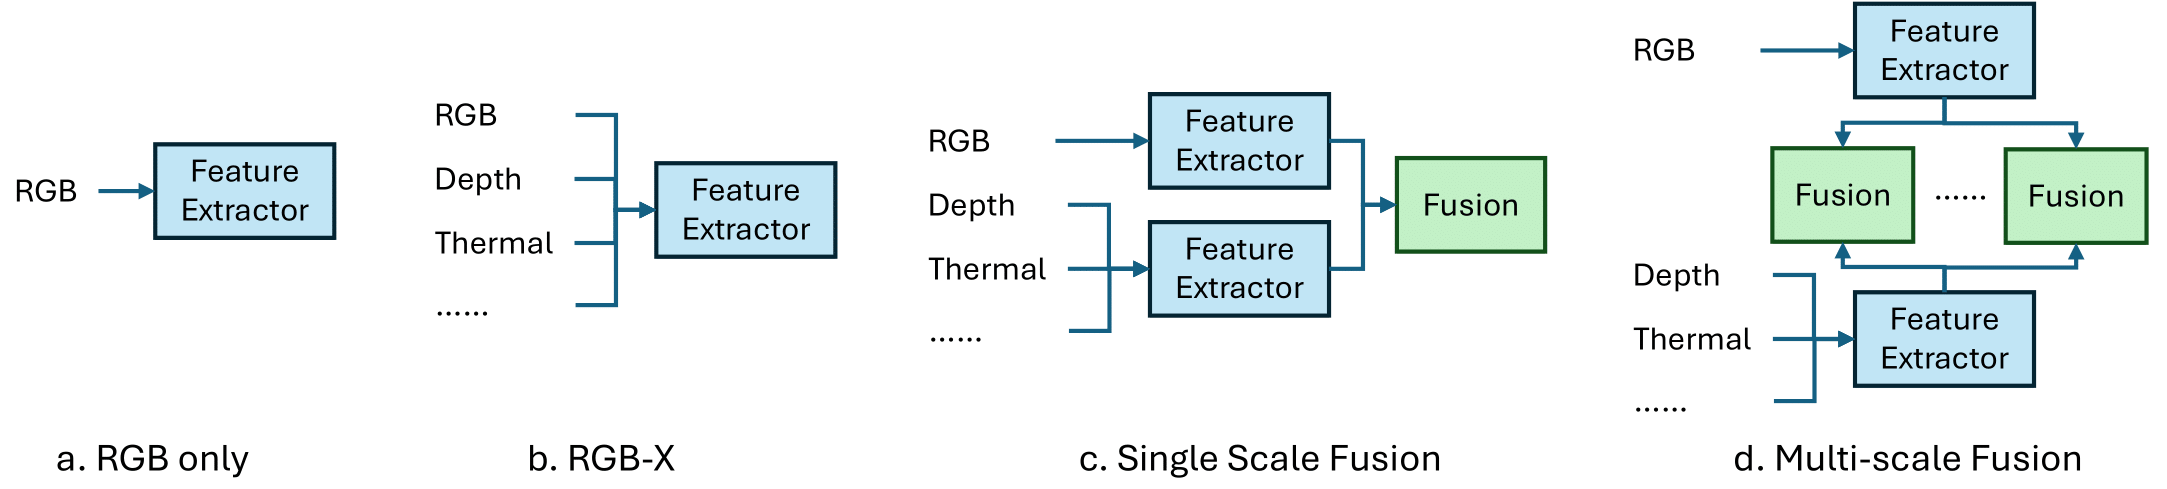 RGB
Feature
Extractor
a. RGB only
RGB
Depth
Thermal
......
Feature
Extractor
b. RGB-X
RGB
Depth
Thermal
......
Feature
Extractor
Feature
Extractor
Fusion
c. Single Scale Fusion
RGB
Feature
Extractor
Fusion ...... Fusion
Depth
Thermal
......
Feature
Extractor
d. Multi-scale Fusion